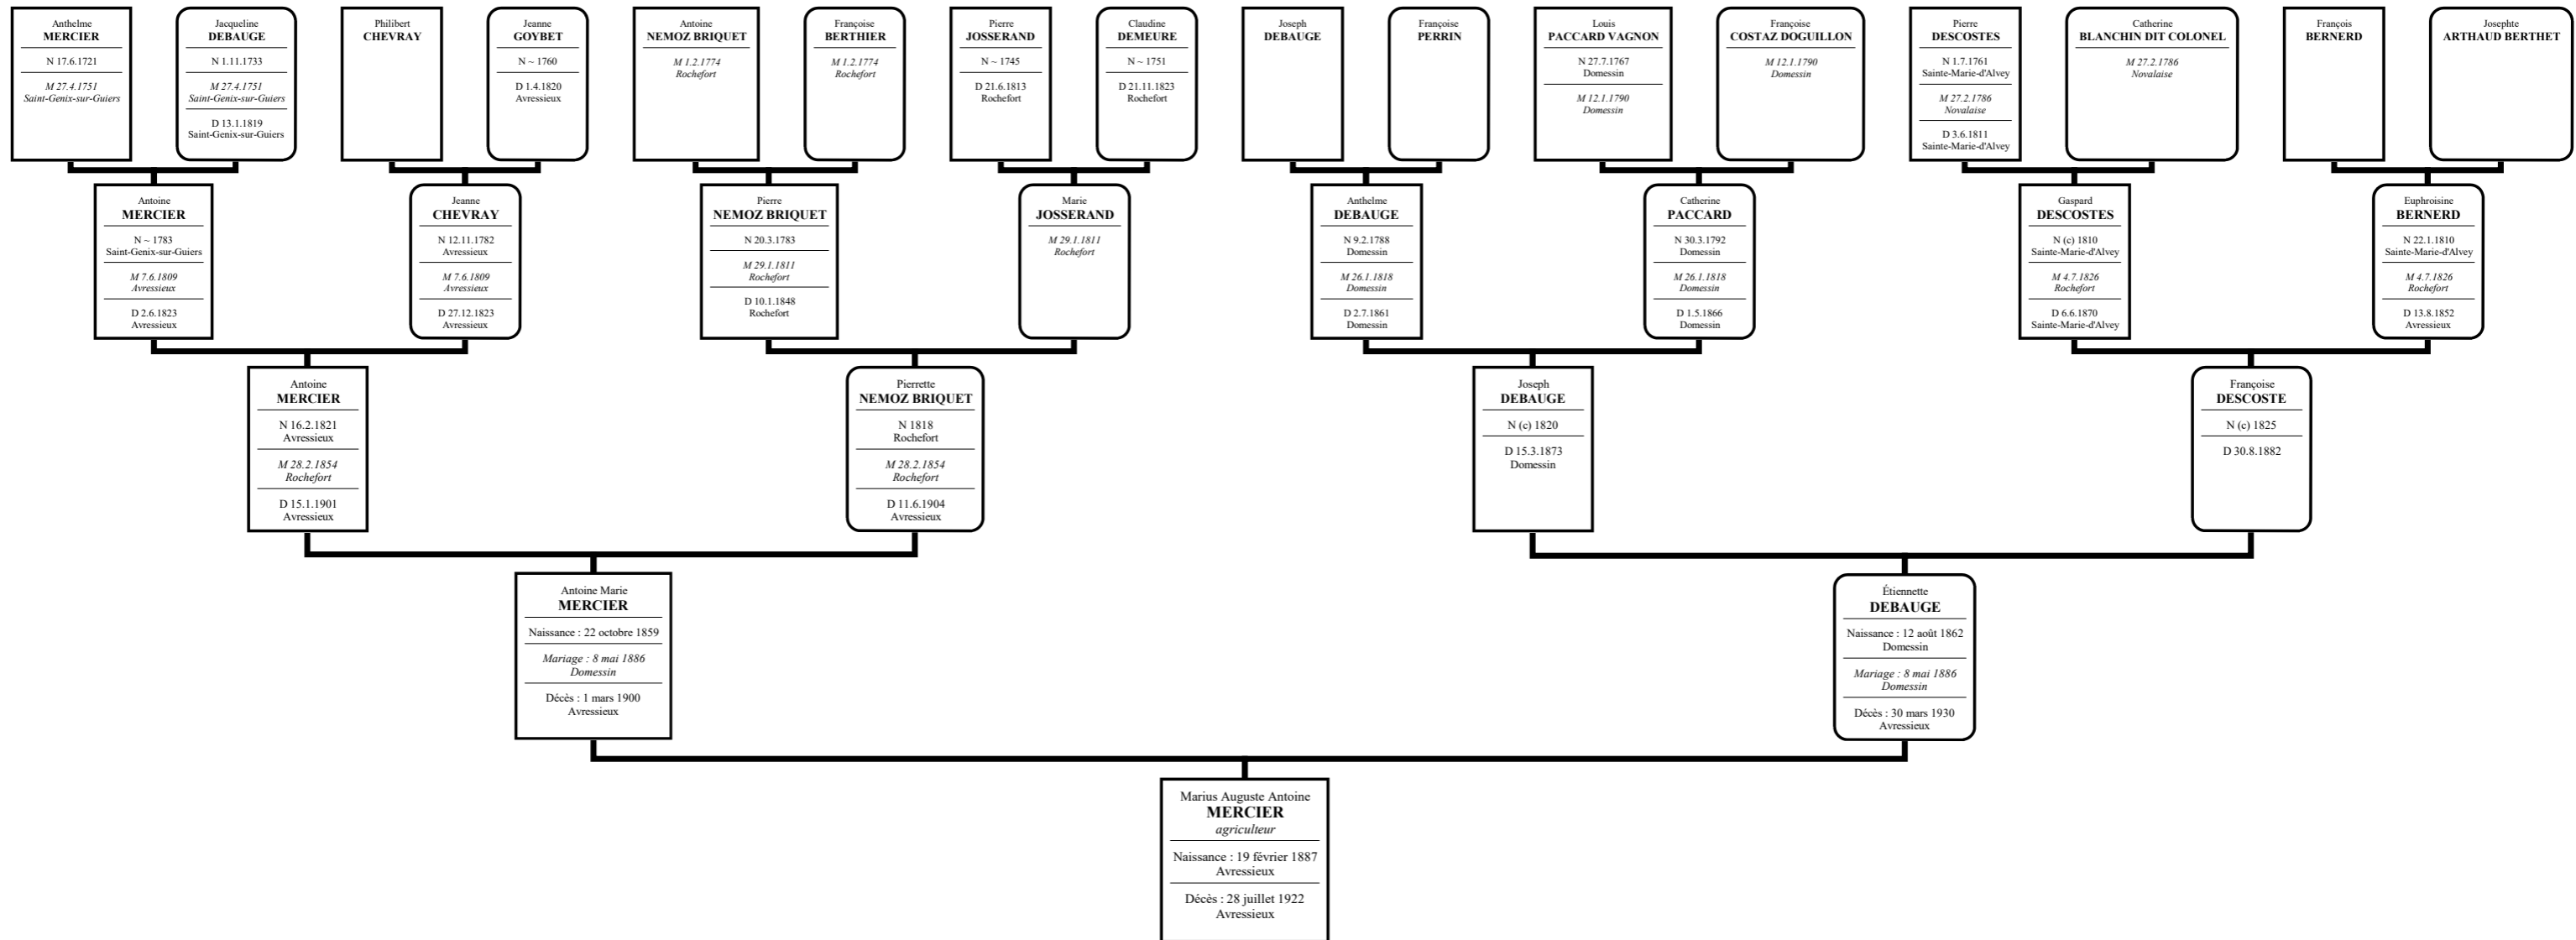 Anthelme
MERCIER
N 17.6.1721
M 27.4.1751
Saint-Genix-sur-Guiers
Jacqueline
DEBAUGE
N 1.11.1733
M 27.4.1751
Saint-Genix-sur-Guiers
D 13.1.1819
Saint-Genix-sur-Guiers
Philibert
CHEVRAY
Jeanne
GOYBET
N ~ 1760
D 1.4.1820
Avressieux
Antoine
NEMOZ BRIQUET
M 1.2.1774
Rochefort
Françoise
BERTHIER
M 1.2.1774
Rochefort
Pierre
JOSSERAND
N ~ 1745
D 21.6.1813
Rochefort
Claudine
DEMEURE
N ~ 1751
D 21.11.1823
Rochefort
Joseph
DEBAUGE
Françoise
PERRIN
Louis
PACCARD VAGNON
N 27.7.1767
Domessin
M 12.1.1790
Domessin
Françoise
COSTAZ DOGUILLON
M 12.1.1790
Domessin
Pierre
DESCOSTES
N 1.7.1761
Sainte-Marie-d'Alvey
M 27.2.1786
Novalaise
D 3.6.1811
Sainte-Marie-d'Alvey
Catherine
BLANCHIN DIT COLONEL
M 27.2.1786
Novalaise
François
BERNERD
Josephte
ARTHAUD BERTHET
Antoine
MERCIER
N ~ 1783
Saint-Genix-sur-Guiers
M 7.6.1809
Avressieux
D 2.6.1823
Avressieux
Jeanne
CHEVRAY
N 12.11.1782
Avressieux
M 7.6.1809
Avressieux
D 27.12.1823
Avressieux
Pierre
NEMOZ BRIQUET
N 20.3.1783
M 29.1.1811
Rochefort
D 10.1.1848
Rochefort
Marie
JOSSERAND
M 29.1.1811
Rochefort
Anthelme
DEBAUGE
N 9.2.1788
Domessin
M 26.1.1818
Domessin
D 2.7.1861
Domessin
Catherine
PACCARD
N 30.3.1792
Domessin
M 26.1.1818
Domessin
D 1.5.1866
Domessin
Gaspard
DESCOSTES
N (c) 1810
Sainte-Marie-d'Alvey
M 4.7.1826
Rochefort
D 6.6.1870
Sainte-Marie-d'Alvey
Euphroisine
BERNERD
N 22.1.1810
Sainte-Marie-d'Alvey
M 4.7.1826
Rochefort
D 13.8.1852
Avressieux
Antoine
MERCIER
N 16.2.1821
Avressieux
M 28.2.1854
Rochefort
D 15.1.1901
Avressieux
Pierrette
NEMOZ BRIQUET
N 1818
Rochefort
M 28.2.1854
Rochefort
D 11.6.1904
Avressieux
Joseph
DEBAUGE
N (c) 1820
D 15.3.1873
Domessin
Françoise
DESCOSTE
N (c) 1825
D 30.8.1882
Antoine Marie
MERCIER
Naissance : 22 octobre 1859
Mariage : 8 mai 1886
Domessin
Décès : 1 mars 1900
Avressieux
Étiennette
DEBAUGE
Naissance : 12 août 1862
Domessin
Mariage : 8 mai 1886
Domessin
Décès : 30 mars 1930
Avressieux
Marius Auguste Antoine
MERCIER
agriculteur
Naissance : 19 février 1887
Avressieux
Décès : 28 juillet 1922
Avressieux